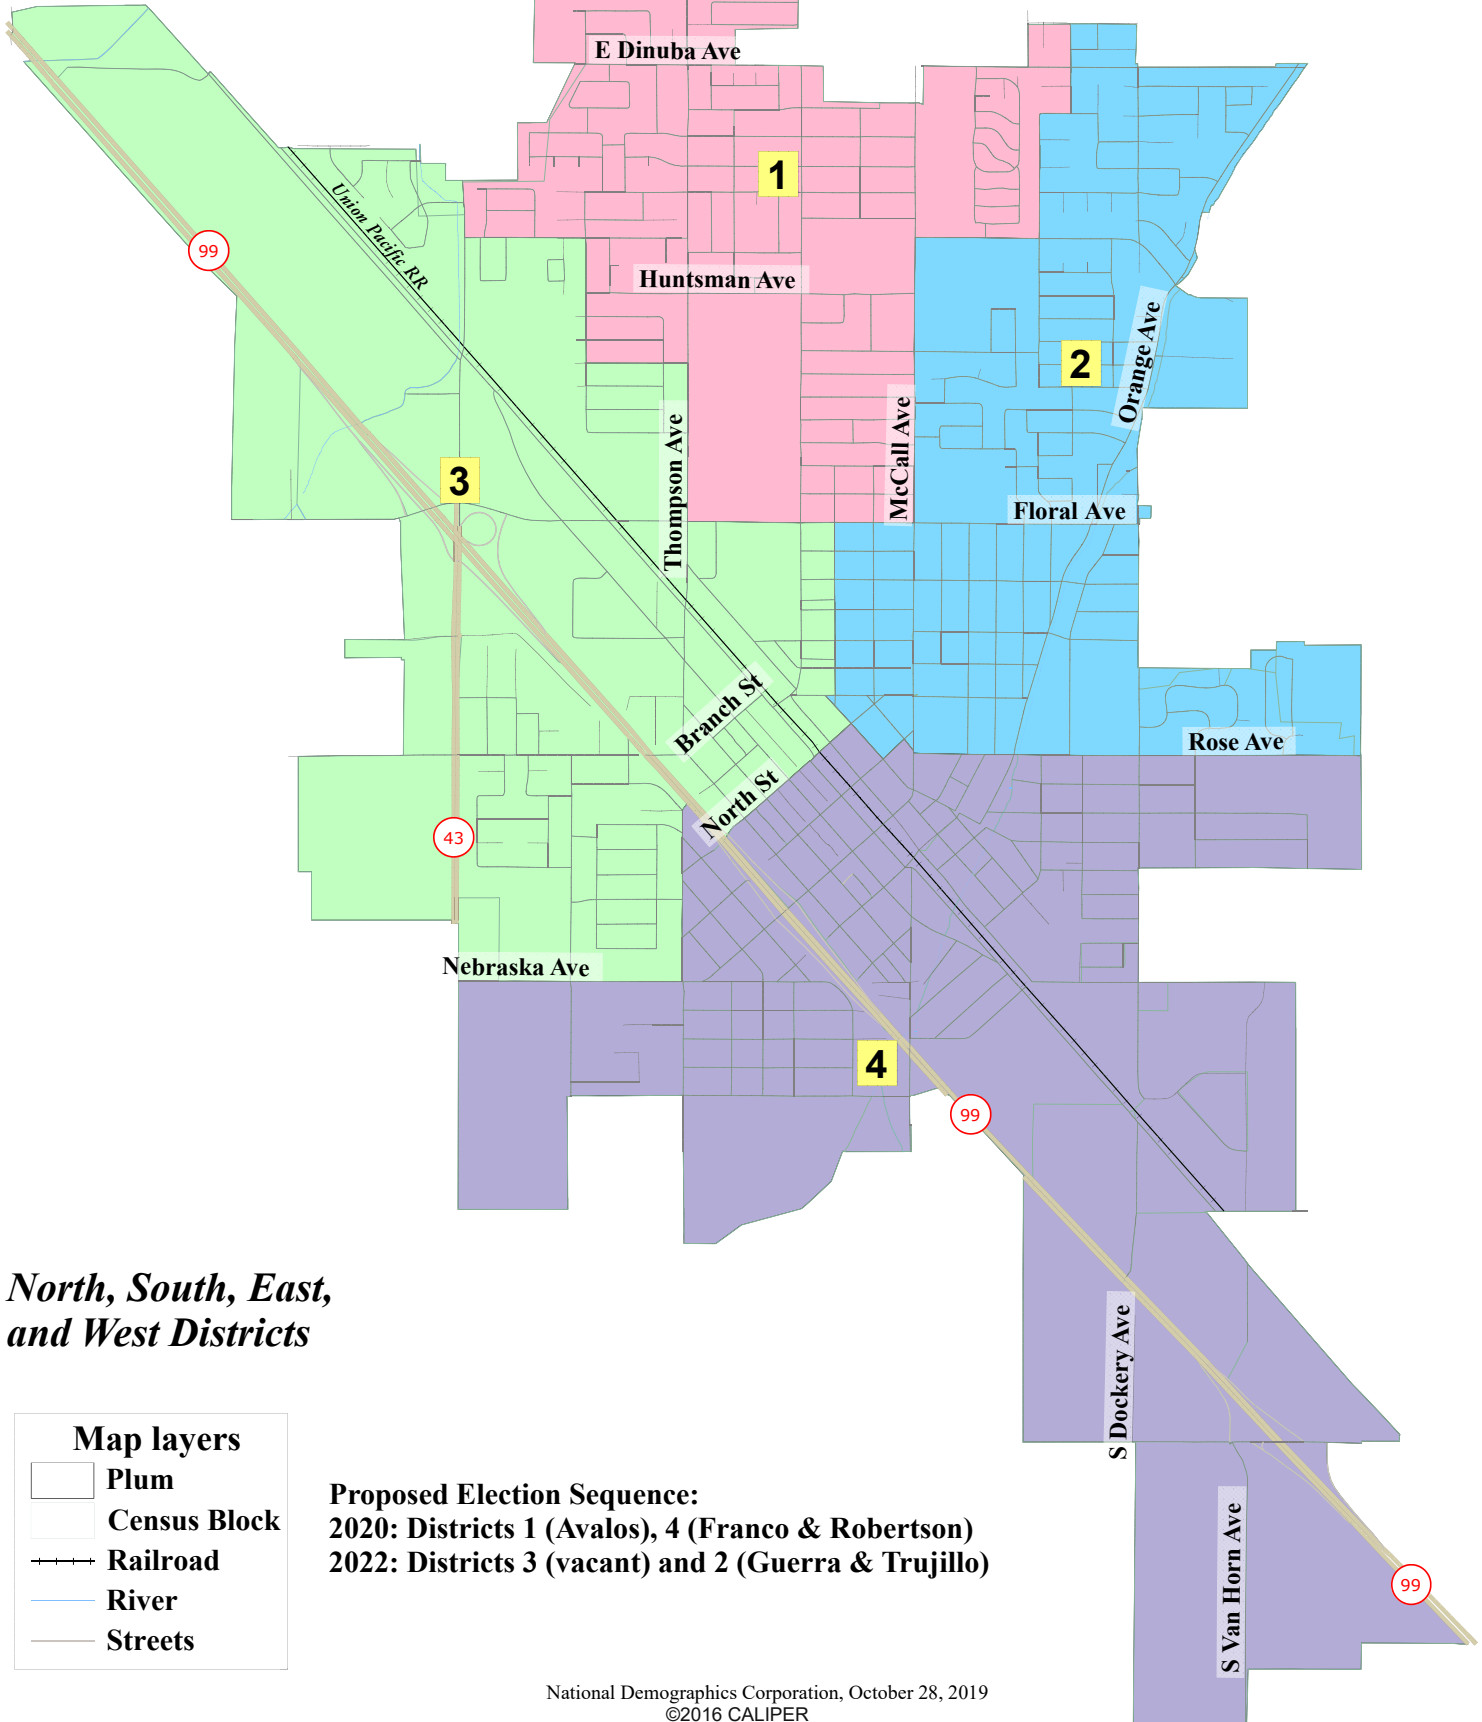 E Dinuba Ave
1
Union Pacific RR
99
Huntsman Ave
Orange Ave
2
McCall Ave
Thompson Ave
3
Floral Ave
Branch St
Rose Ave
North St
43
Nebraska Ave
4
99
North, South, East,
and West Districts
S Dockery Ave
Map layers
Plum
Census Block
Railroad
River
Streets
Proposed Election Sequence:
2020: Districts 1 (Avalos), 4 (Franco & Robertson)
2022: Districts 3 (vacant) and 2 (Guerra & Trujillo)
S Van Horn Ave
99
National Demographics Corporation, October 28, 2019
©2016 CALIPER